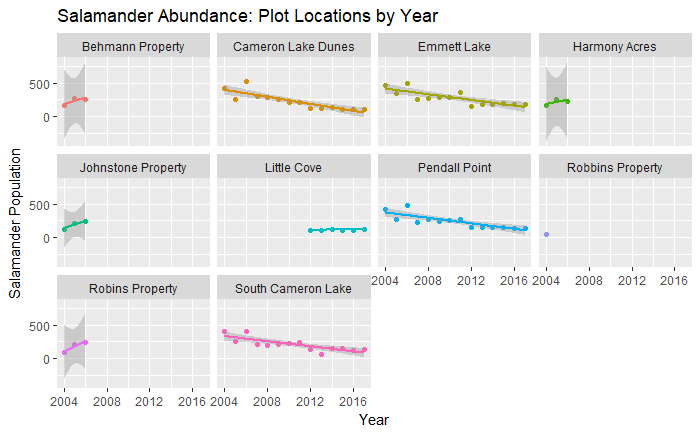 Salamander Abundance: Plot Locations by Year
Behmann Property
Cameron Lake Dunes
Emmett Lake
Harmony Acres
500
0
Johnstone Property
Little Cove
Pendall Point
Robbins Property
500
0
2004 2008 2012 2016
2004 2008 2012 2016
Robins Property
South Cameron Lake
500
0
2004 2008 2012 2016
2004 2008 2012 2016
Salamander Population
Year